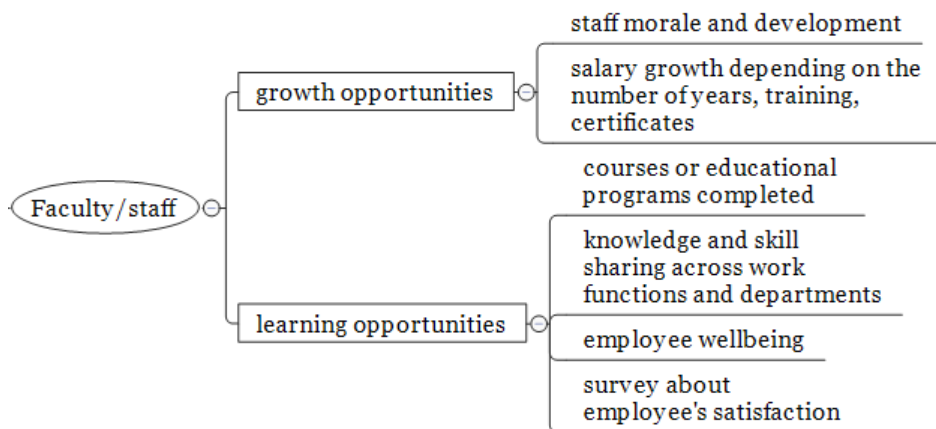 Faculty/staff
growth opportunities
staff morale and development
salary growth depending on the
number of years, training,
certificates
learning opportunities
courses or educational
programs completed
knowledge and skill
sharing across work
functions and departments
employee wellbeing
survey about
employee's satisfaction